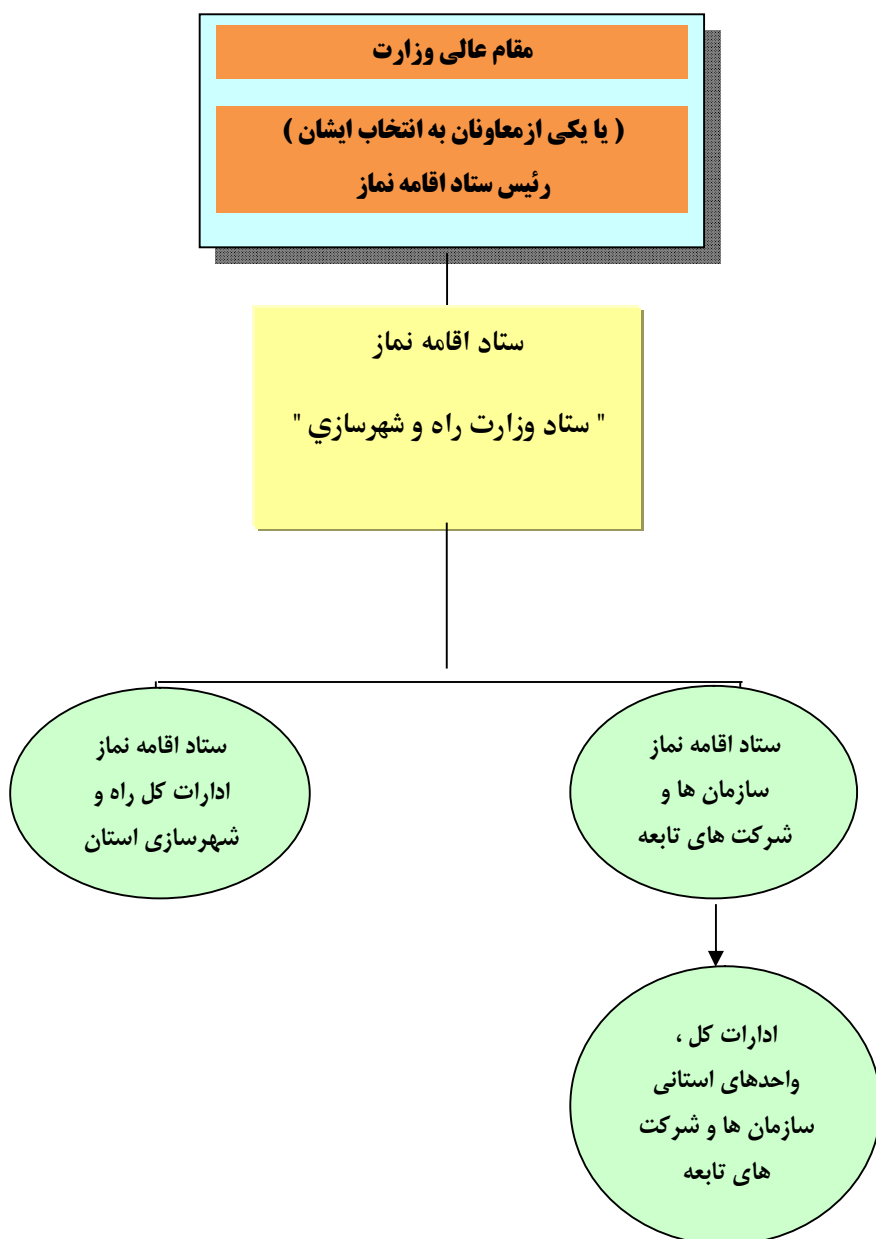 مقام عالی وزارت
( یا یکی ازمعاونان به انتخاب ایشان )
رئیس ستاد اقامه نماز
ستاد اقامه نماز
" ستاد وزارت راه و شهرسازي "
ستاد اقامه نماز
سازمان ها و
شرکت های تابعه
ستاد اقامه نماز
ادارات کل راه و
شهرسازی استان
ادارات کل ،
واحدهای استانی
سازمان ها و شرکت
های تابعه